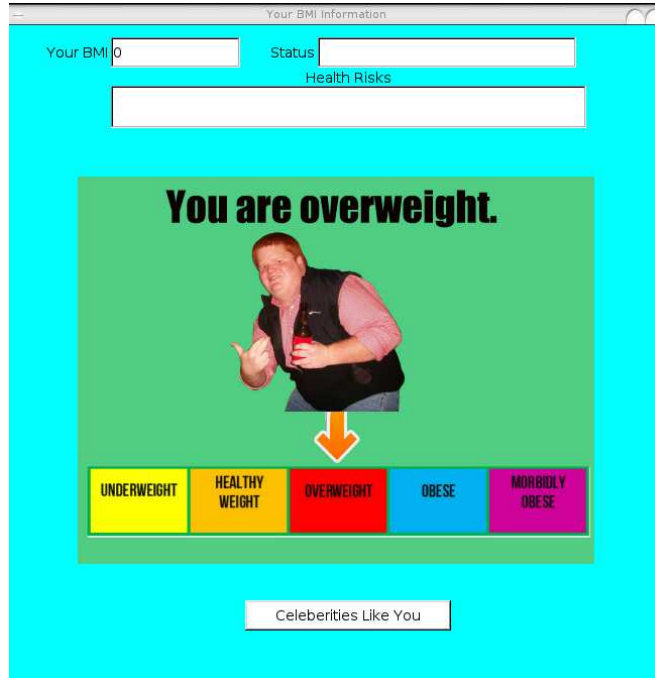 Your BMI Information
Your BMI 0 Status
Health Risks
You are overweight.
UNDERWEIGHT
HEALTHY
WEIGHT
OVERWEIGHT
OBESE
MORBIDLY
OBESE
Celeberities Like You